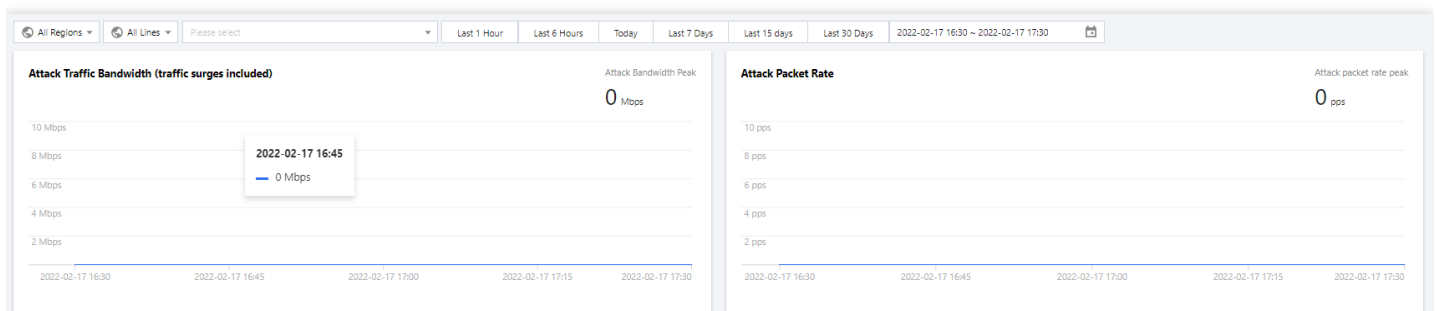 All Regions All Lines Please select Last 1 Hour Last 6 Hours Today Last 7 Days Last 15 days Last 30 Days 2022-02-17 16:30 ~ 2022-02-17 17:30
Attack Traffic Bandwidth (traffic surges included)
Attack Bandwidth Peak
0 Mbps
10 Mbps
8 Mbps
6 Mbps
4 Mbps
2 Mbps
2022-02-17 16:45
0 Mbps
2022-02-17 16:30 2022-02-17 16:45 2022-02-17 17:00 2022-02-17 17:15 2022-02-17 17:30
Attack Packet Rate
Attack packet rate peak
0 pps
10 pps
8 pps
6 pps
4 pps
2 pps
2022-02-17 16:30 2022-02-17 16:45 2022-02-17 17:00 2022-02-17 17:15 2022-02-17 17:30